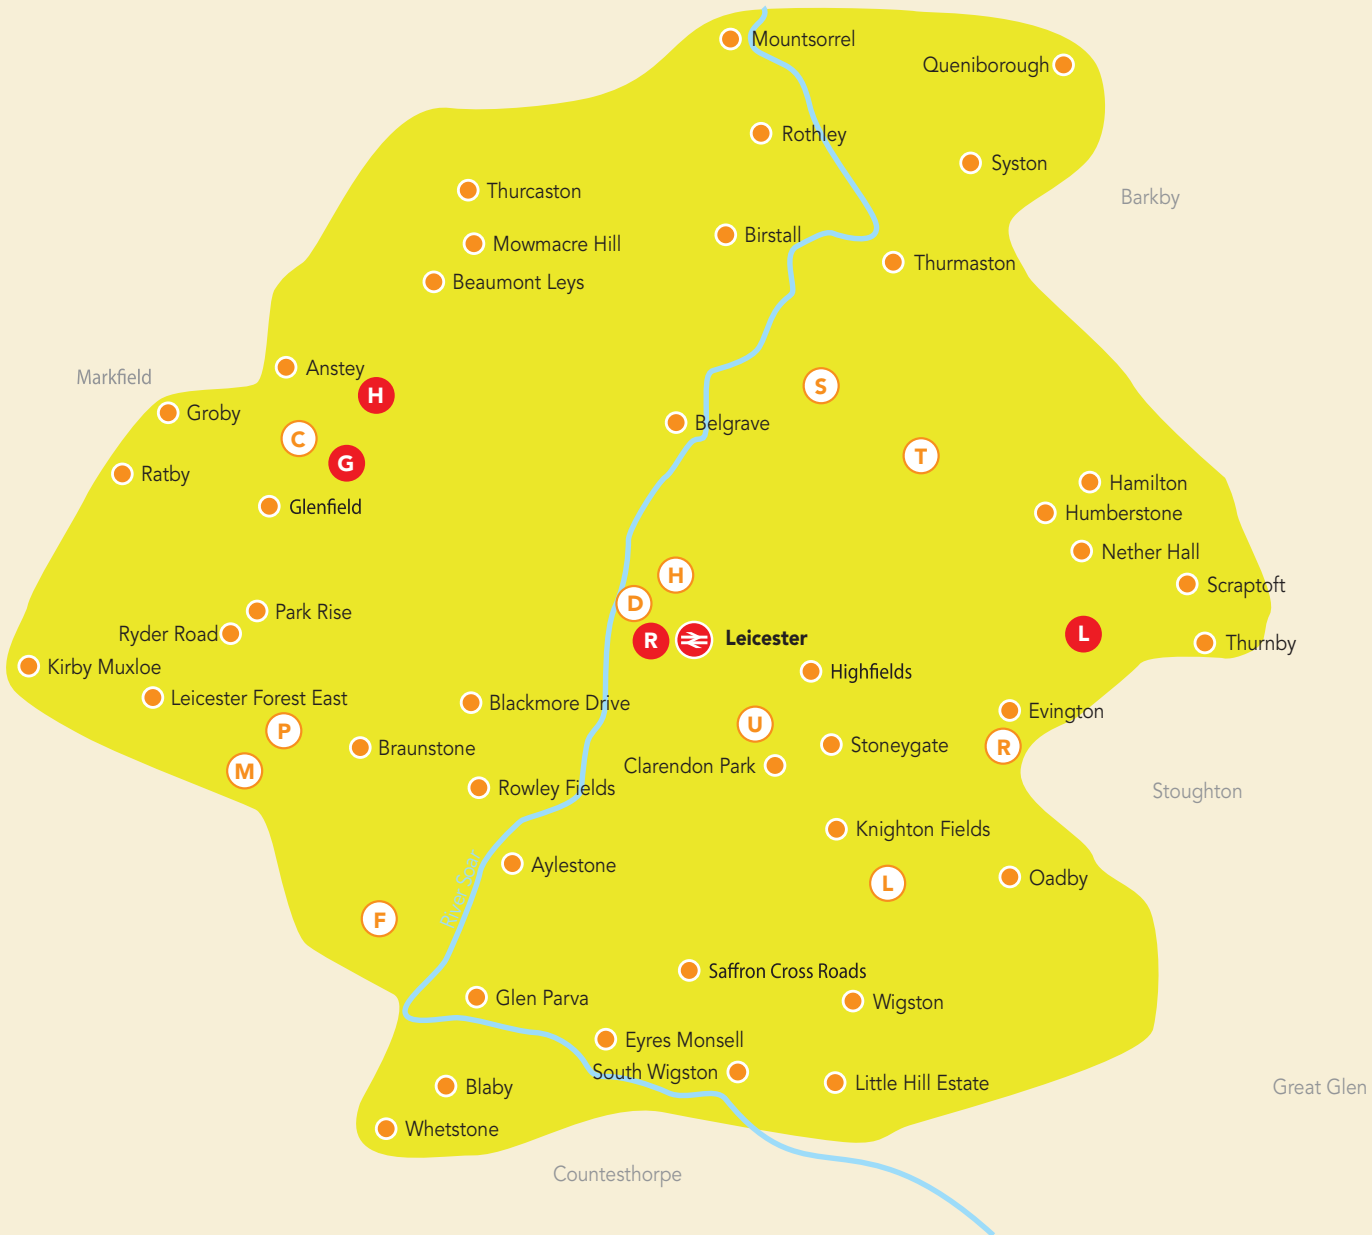 Mountsorrel
Queniborough
Rothley
Syston
Thurcaston
Barkby
Birstall
Mowmacre Hill
Thurmaston
Beaumont Leys
Anstey
Markfield
S
H
Groby
Belgrave
C
T
G
Ratby
Hamilton
Glenfield
Humberstone
Nether Hall
H
Scraptoft
D
Park Rise
Ryder Road
L
R
Leicester
Thurnby
Kirby Muxloe
Highfields
Leicester Forest East
Blackmore Drive
Evington
U
P
Stoneygate
R
Braunstone
Clarendon Park
M
Rowley Fields
Stoughton
Knighton Fields
Aylestone
Oadby
L
River Soar
F
Saffron Cross Roads
Glen Parva
Wigston
Eyres Monsell
South Wigston
Little Hill Estate
Blaby
Great Glen
Whetstone
Countesthorpe